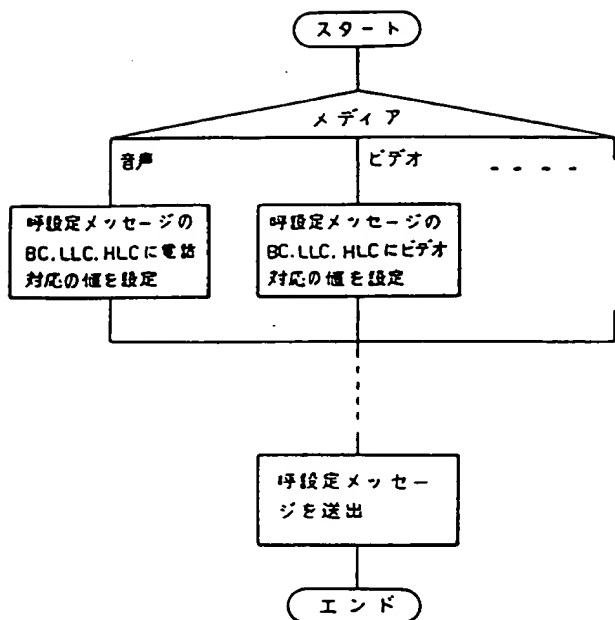 スタート
メディア
音声
ビデオ
呼設定メッセージの
BC.LLC.HLCに電話
対応の値を設定
呼設定メッセージの
BC.LLC.HLCにビデオ
対応の値を設定
呼設定メッセー
ジを送出
エンド